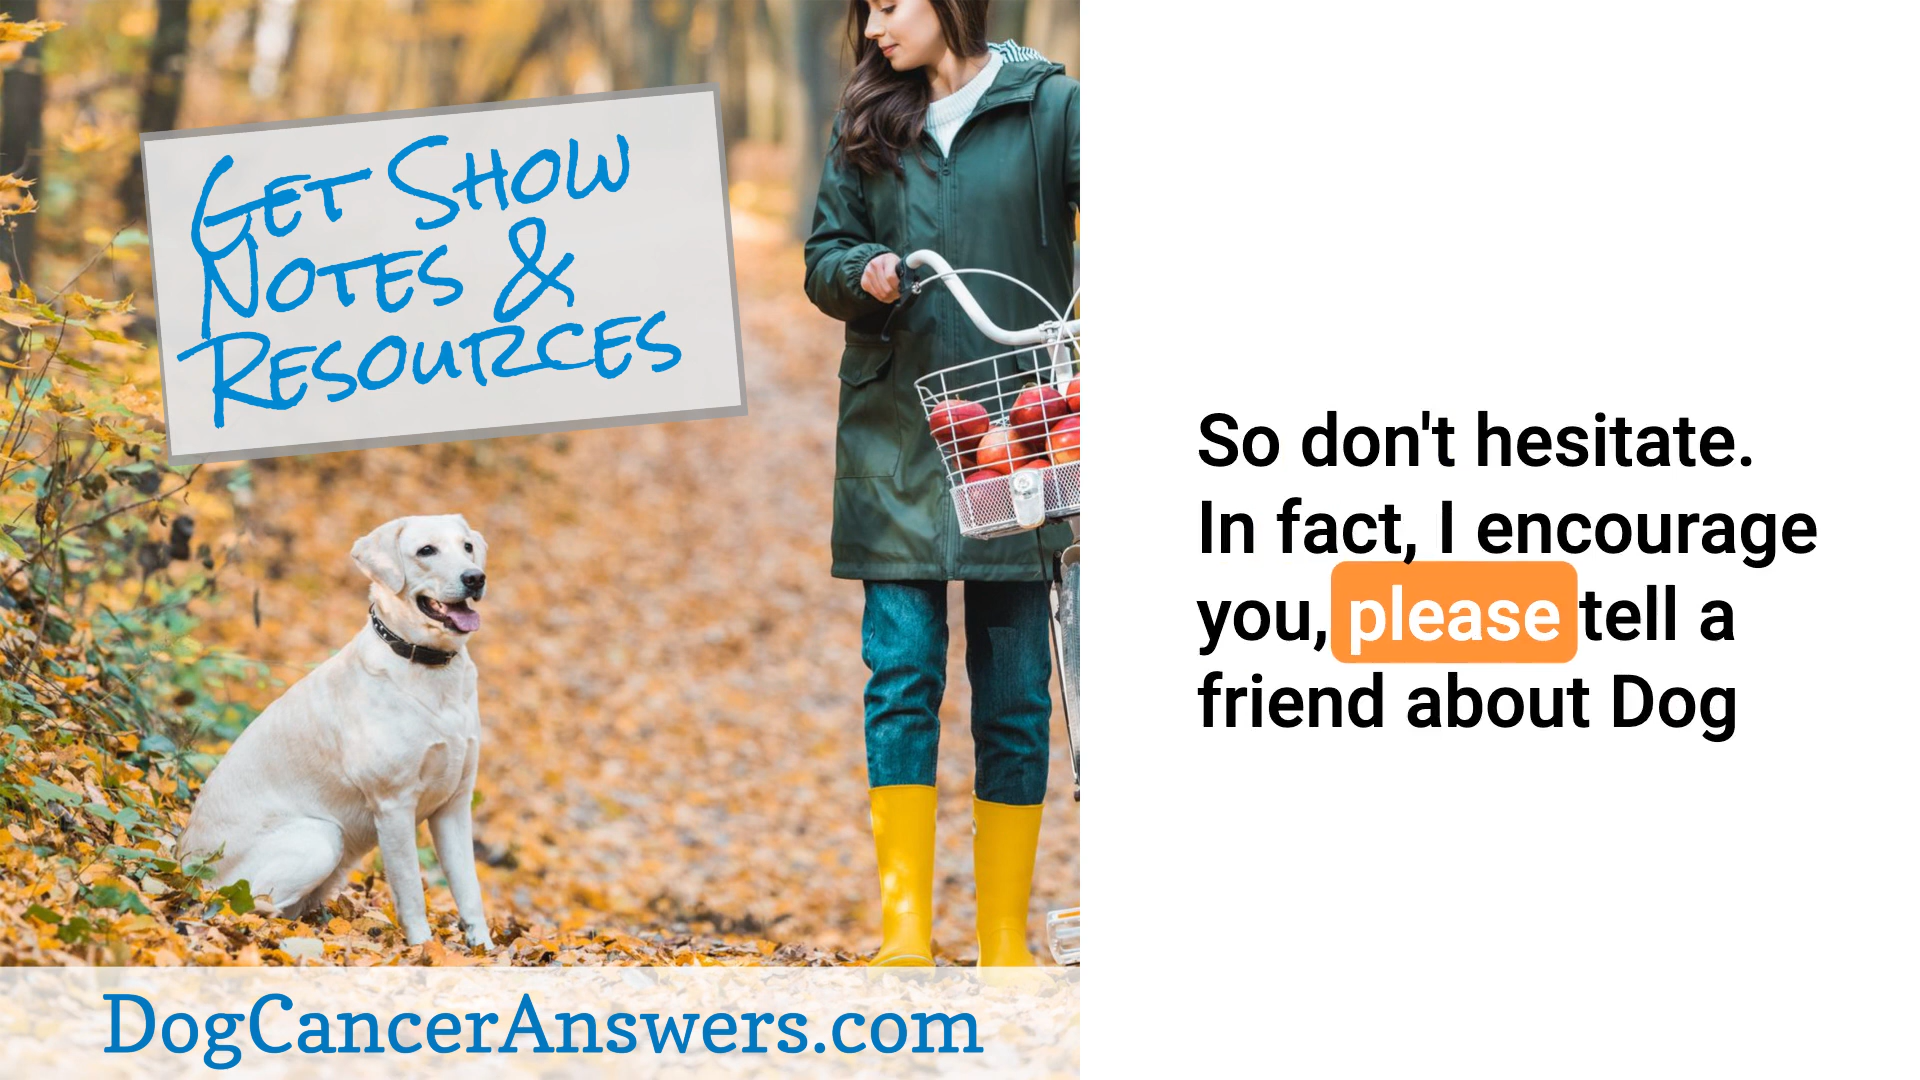 Get Show
Notes &
Resources
DogCancerAnswers.com
So don't hesitate.
In fact, I encourage
you, please tell a
friend about Dog